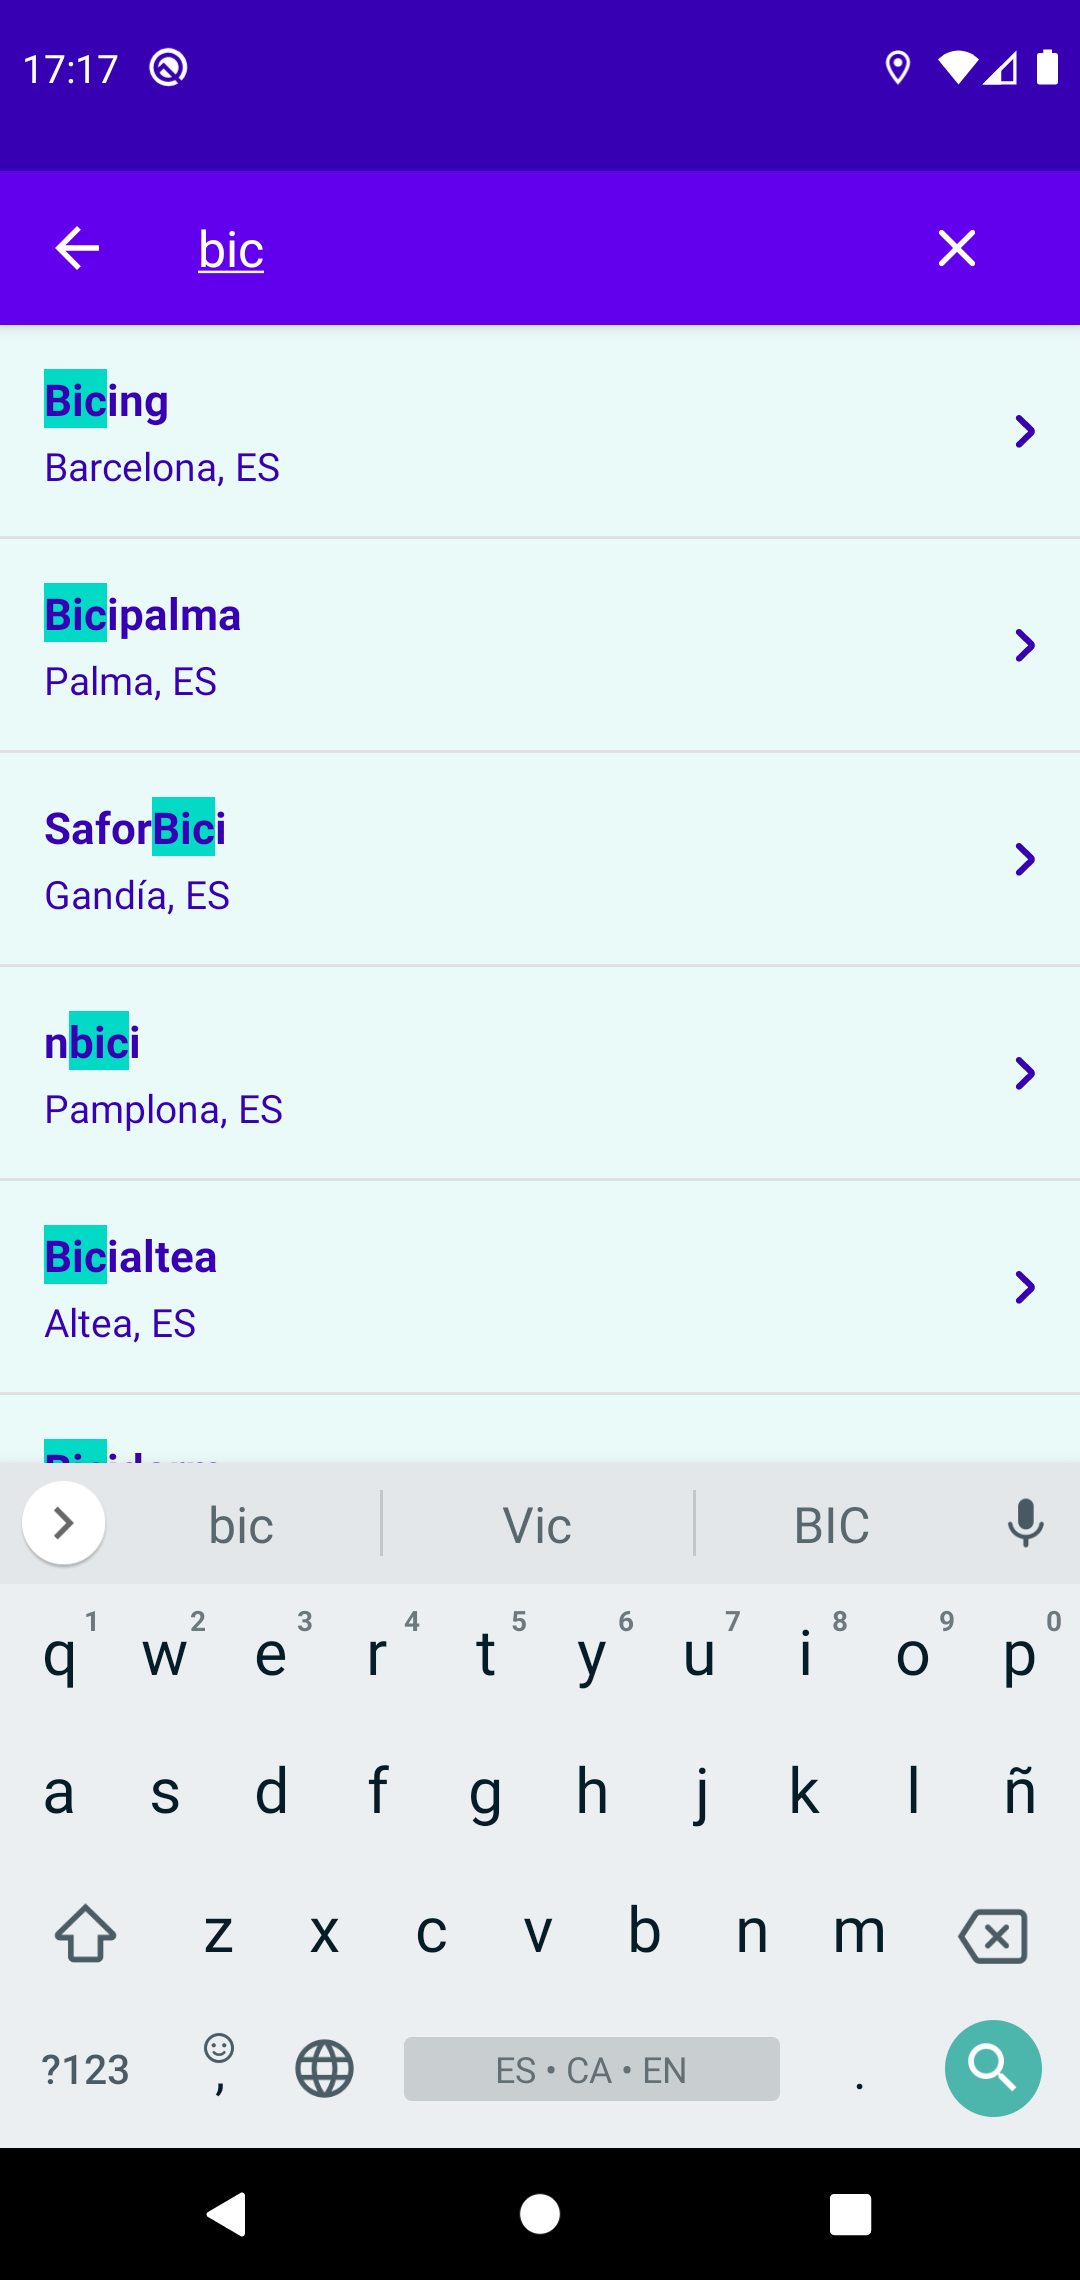 17:17
bic
Bicing
Barcelona, ES
Bicipalma
Palma, ES
SaforBici
Gandía, ES
nbici
Pamplona, ES
Bicialtea
Altea, ES
bic Vic BIC
1 2 3 4 5 6 7 8 9 0
q w e r t y u i o p
a s d f g h j k l ñ
z x c v b n m
?123 , ES • CA • EN .